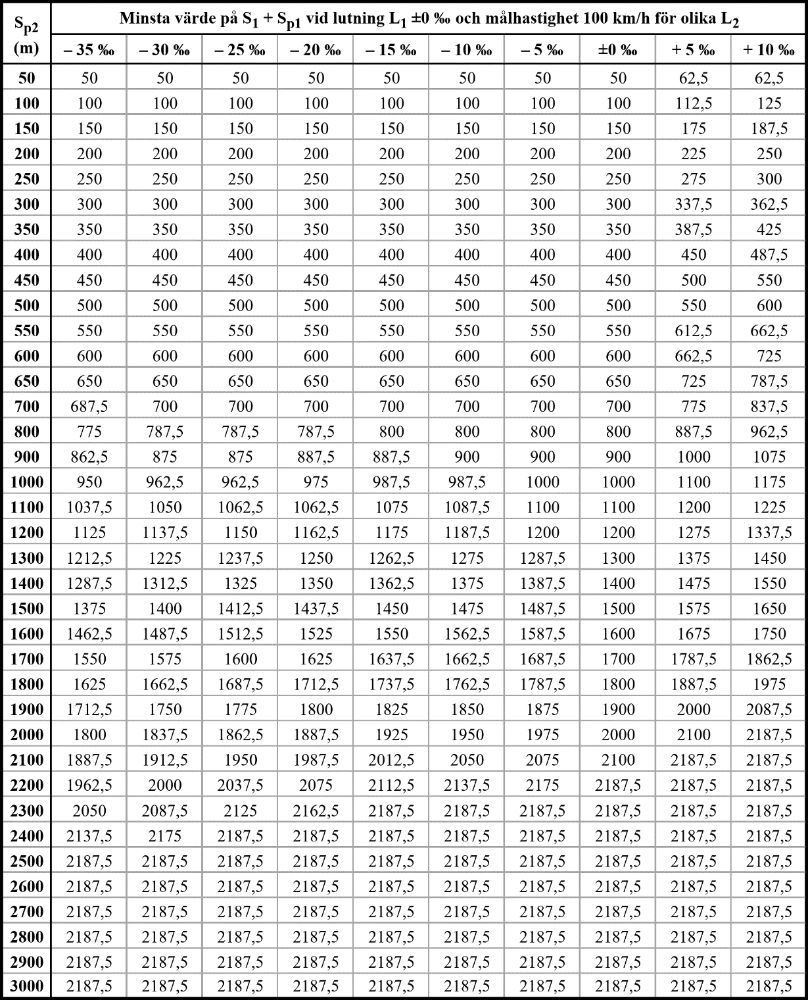 S_p2 (m) Minsta värde på S_1 + S_p1 vid lutning L_1 ±0 ‰ och målhastighet 100 km/h för olika L_2
– 35 ‰ – 30 ‰ – 25 ‰ – 20 ‰ – 15 ‰ – 10 ‰ – 5 ‰ ±0 ‰ + 5 ‰ + 10 ‰
50 50 50 50 50 50 50 50 50 62,5 62,5
100 100 100 100 100 100 100 100 100 112,5 125
150 150 150 150 150 150 150 150 150 175 187,5
200 200 200 200 200 200 200 200 200 225 250
250 250 250 250 250 250 250 250 250 275 300
300 300 300 300 300 300 300 300 300 337,5 362,5
350 350 350 350 350 350 350 350 350 387,5 425
400 400 400 400 400 400 400 400 400 450 487,5
450 450 450 450 450 450 450 450 450 500 550
500 500 500 500 500 500 500 500 500 550 600
550 550 550 550 550 550 550 550 550 612,5 662,5
600 600 600 600 600 600 600 600 600 662,5 725
650 650 650 650 650 650 650 650 650 725 787,5
700 687,5 700 700 700 700 700 700 700 775 837,5
800 775 787,5 787,5 787,5 800 800 800 800 887,5 962,5
900 862,5 875 875 887,5 887,5 900 900 900 1000 1075
1000 950 962,5 962,5 975 987,5 987,5 1000 1000 1100 1175
1100 1037,5 1050 1062,5 1062,5 1075 1087,5 1100 1100 1200 1225
1200 1125 1137,5 1150 1162,5 1175 1187,5 1200 1200 1275 1337,5
1300 1212,5 1225 1237,5 1250 1262,5 1275 1287,5 1300 1375 1450
1400 1287,5 1312,5 1325 1350 1362,5 1375 1387,5 1400 1475 1550
1500 1375 1400 1412,5 1437,5 1450 1475 1487,5 1500 1575 1650
1600 1462,5 1487,5 1512,5 1525 1550 1562,5 1587,5 1600 1675 1750
1700 1550 1575 1600 1625 1637,5 1662,5 1687,5 1700 1787,5 1862,5
1800 1625 1662,5 1687,5 1712,5 1737,5 1762,5 1787,5 1800 1887,5 1975
1900 1712,5 1750 1775 1800 1825 1850 1875 1900 2000 2087,5
2000 1800 1837,5 1862,5 1887,5 1925 1950 1975 2000 2100 2187,5
2100 1887,5 1912,5 1950 1987,5 2012,5 2050 2075 2100 2187,5 2187,5
2200 1962,5 2000 2037,5 2075 2112,5 2137,5 2175 2187,5 2187,5 2187,5
2300 2050 2087,5 2125 2162,5 2187,5 2187,5 2187,5 2187,5 2187,5 2187,5
2400 2137,5 2175 2187,5 2187,5 2187,5 2187,5 2187,5 2187,5 2187,5 2187,5
2500 2187,5 2187,5 2187,5 2187,5 2187,5 2187,5 2187,5 2187,5 2187,5 2187,5
2600 2187,5 2187,5 2187,5 2187,5 2187,5 2187,5 2187,5 2187,5 2187,5 2187,5
2700 2187,5 2187,5 2187,5 2187,5 2187,5 2187,5 2187,5 2187,5 2187,5 2187,5
2800 2187,5 2187,5 2187,5 2187,5 2187,5 2187,5 2187,5 2187,5 2187,5 2187,5
2900 2187,5 2187,5 2187,5 2187,5 2187,5 2187,5 2187,5 2187,5 2187,5 2187,5
3000 2187,5 2187,5 2187,5 2187,5 2187,5 2187,5 2187,5 2187,5 2187,5 2187,5